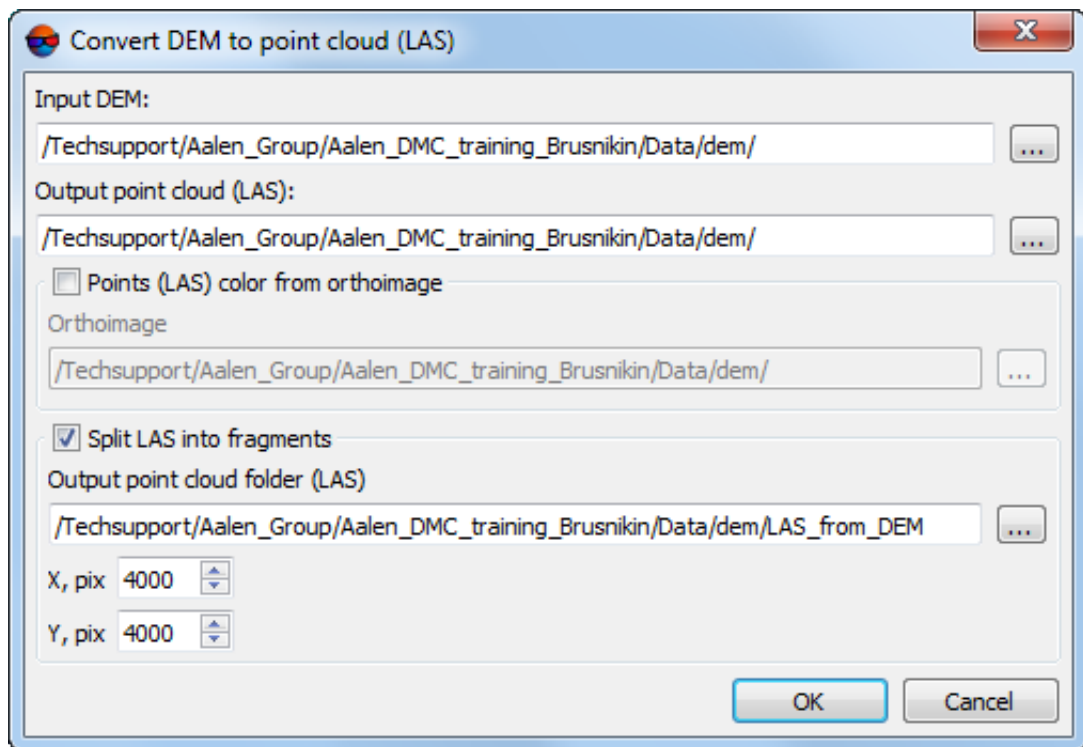 Convert DEM to point cloud (LAS)
Input DEM:
/Techsupport/Aalen_Group/Aalen_DMC_training_Brusnikin/Data/dem/
...
Output point cloud (LAS):
/Techsupport/Aalen_Group/Aalen_DMC_training_Brusnikin/Data/dem/
...
Points (LAS) color from orthoimage
Orthoimage
/Techsupport/Aalen_Group/Aalen_DMC_training_Brusnikin/Data/dem/
...
Split LAS into fragments
Output point cloud folder (LAS)
/Techsupport/Aalen_Group/Aalen_DMC_training_Brusnikin/Data/dem/LAS_from_DEM
...
X, pix 4000
Y, pix 4000
OK Cancel